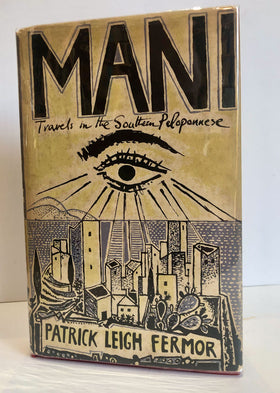 MANI
Travels in the Southern Peloponnese
PATRICK LEIGH FERMOR